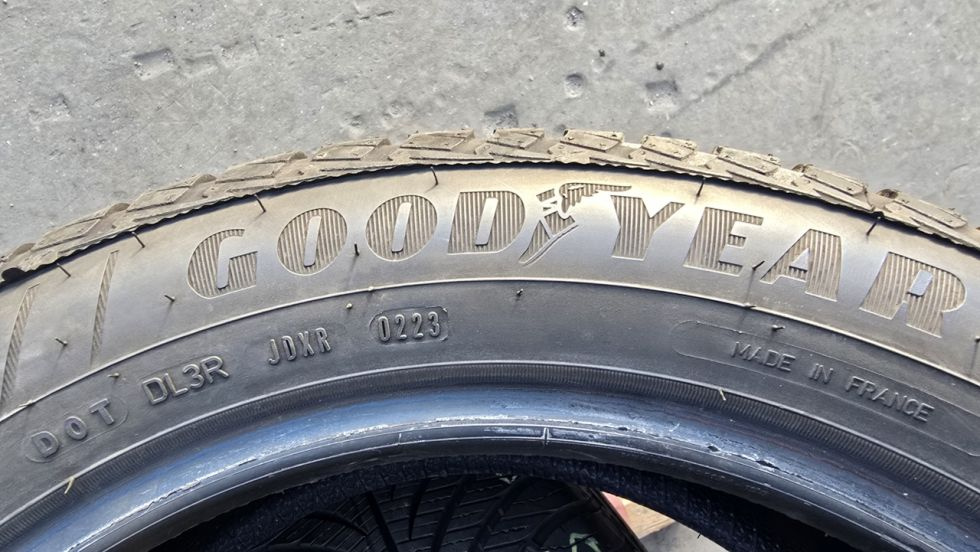 GOODYEAR
DOT DL3R JDXR 0223
MADE IN FRANCE